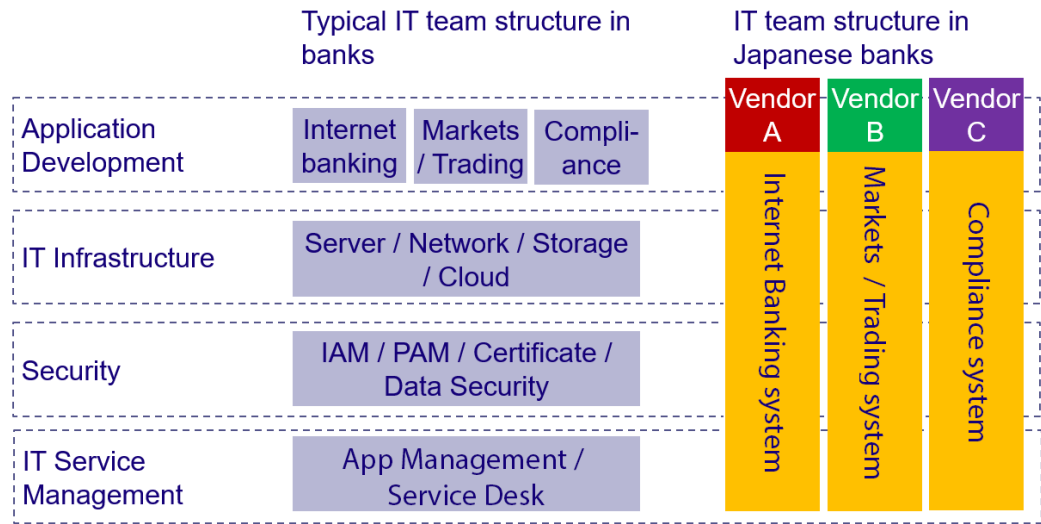 Typical IT team structure in
banks
IT team structure in
Japanese banks
Application
Development
Internet
banking
Markets
/ Trading
Compli-
ance
IT Infrastructure
Server / Network / Storage
/ Cloud
Security
IAM / PAM / Certificate /
Data Security
IT Service
Management
App Management /
Service Desk
Vendor
A
Internet Banking system
Vendor
B
Markets / Trading system
Vendor
C
Compliance system